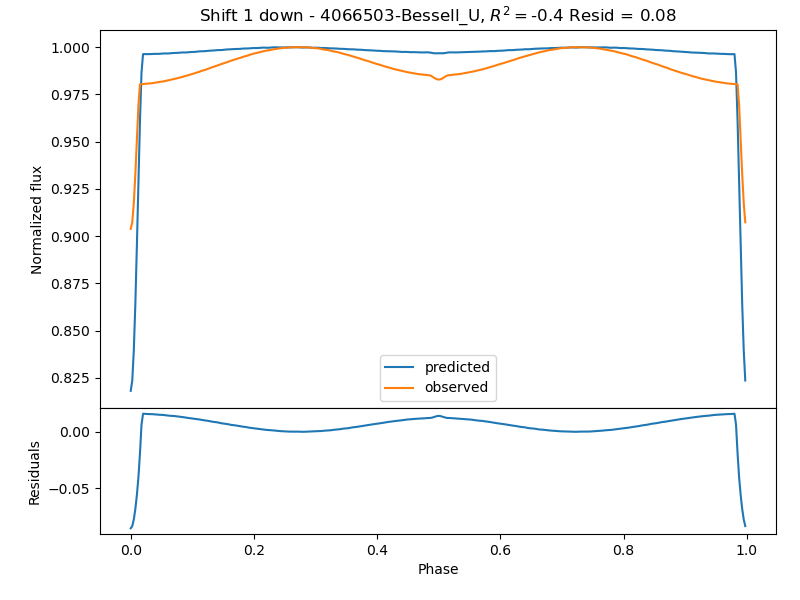 Shift 1 down - 4066503-Bessell_U, R² =-0.4 Resid = 0.08
1.000
0.975
0.950
0.925
0.900
0.875
0.850
0.825
Normalized flux
predicted
observed
0.00
−0.05
Residuals
0.0 0.2 0.4 0.6 0.8 1.0
Phase